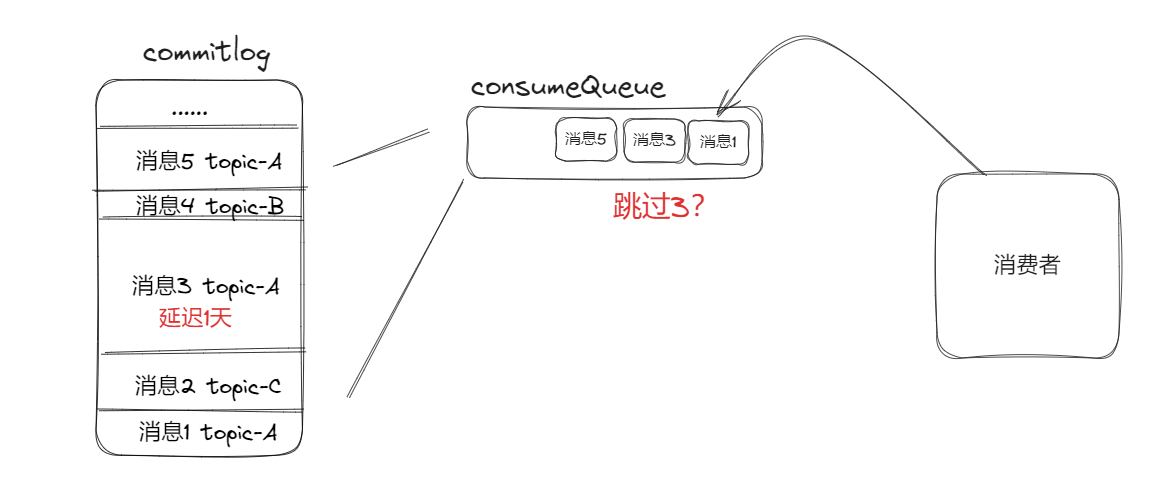 commitlog
......
消息5 topic-A
消息4 topic-B
消息3 topic-A
延迟1天
消息2 topic-C
消息1 topic-A
consumeQueue
消息5
消息3
消息1
跳过3?
消费者